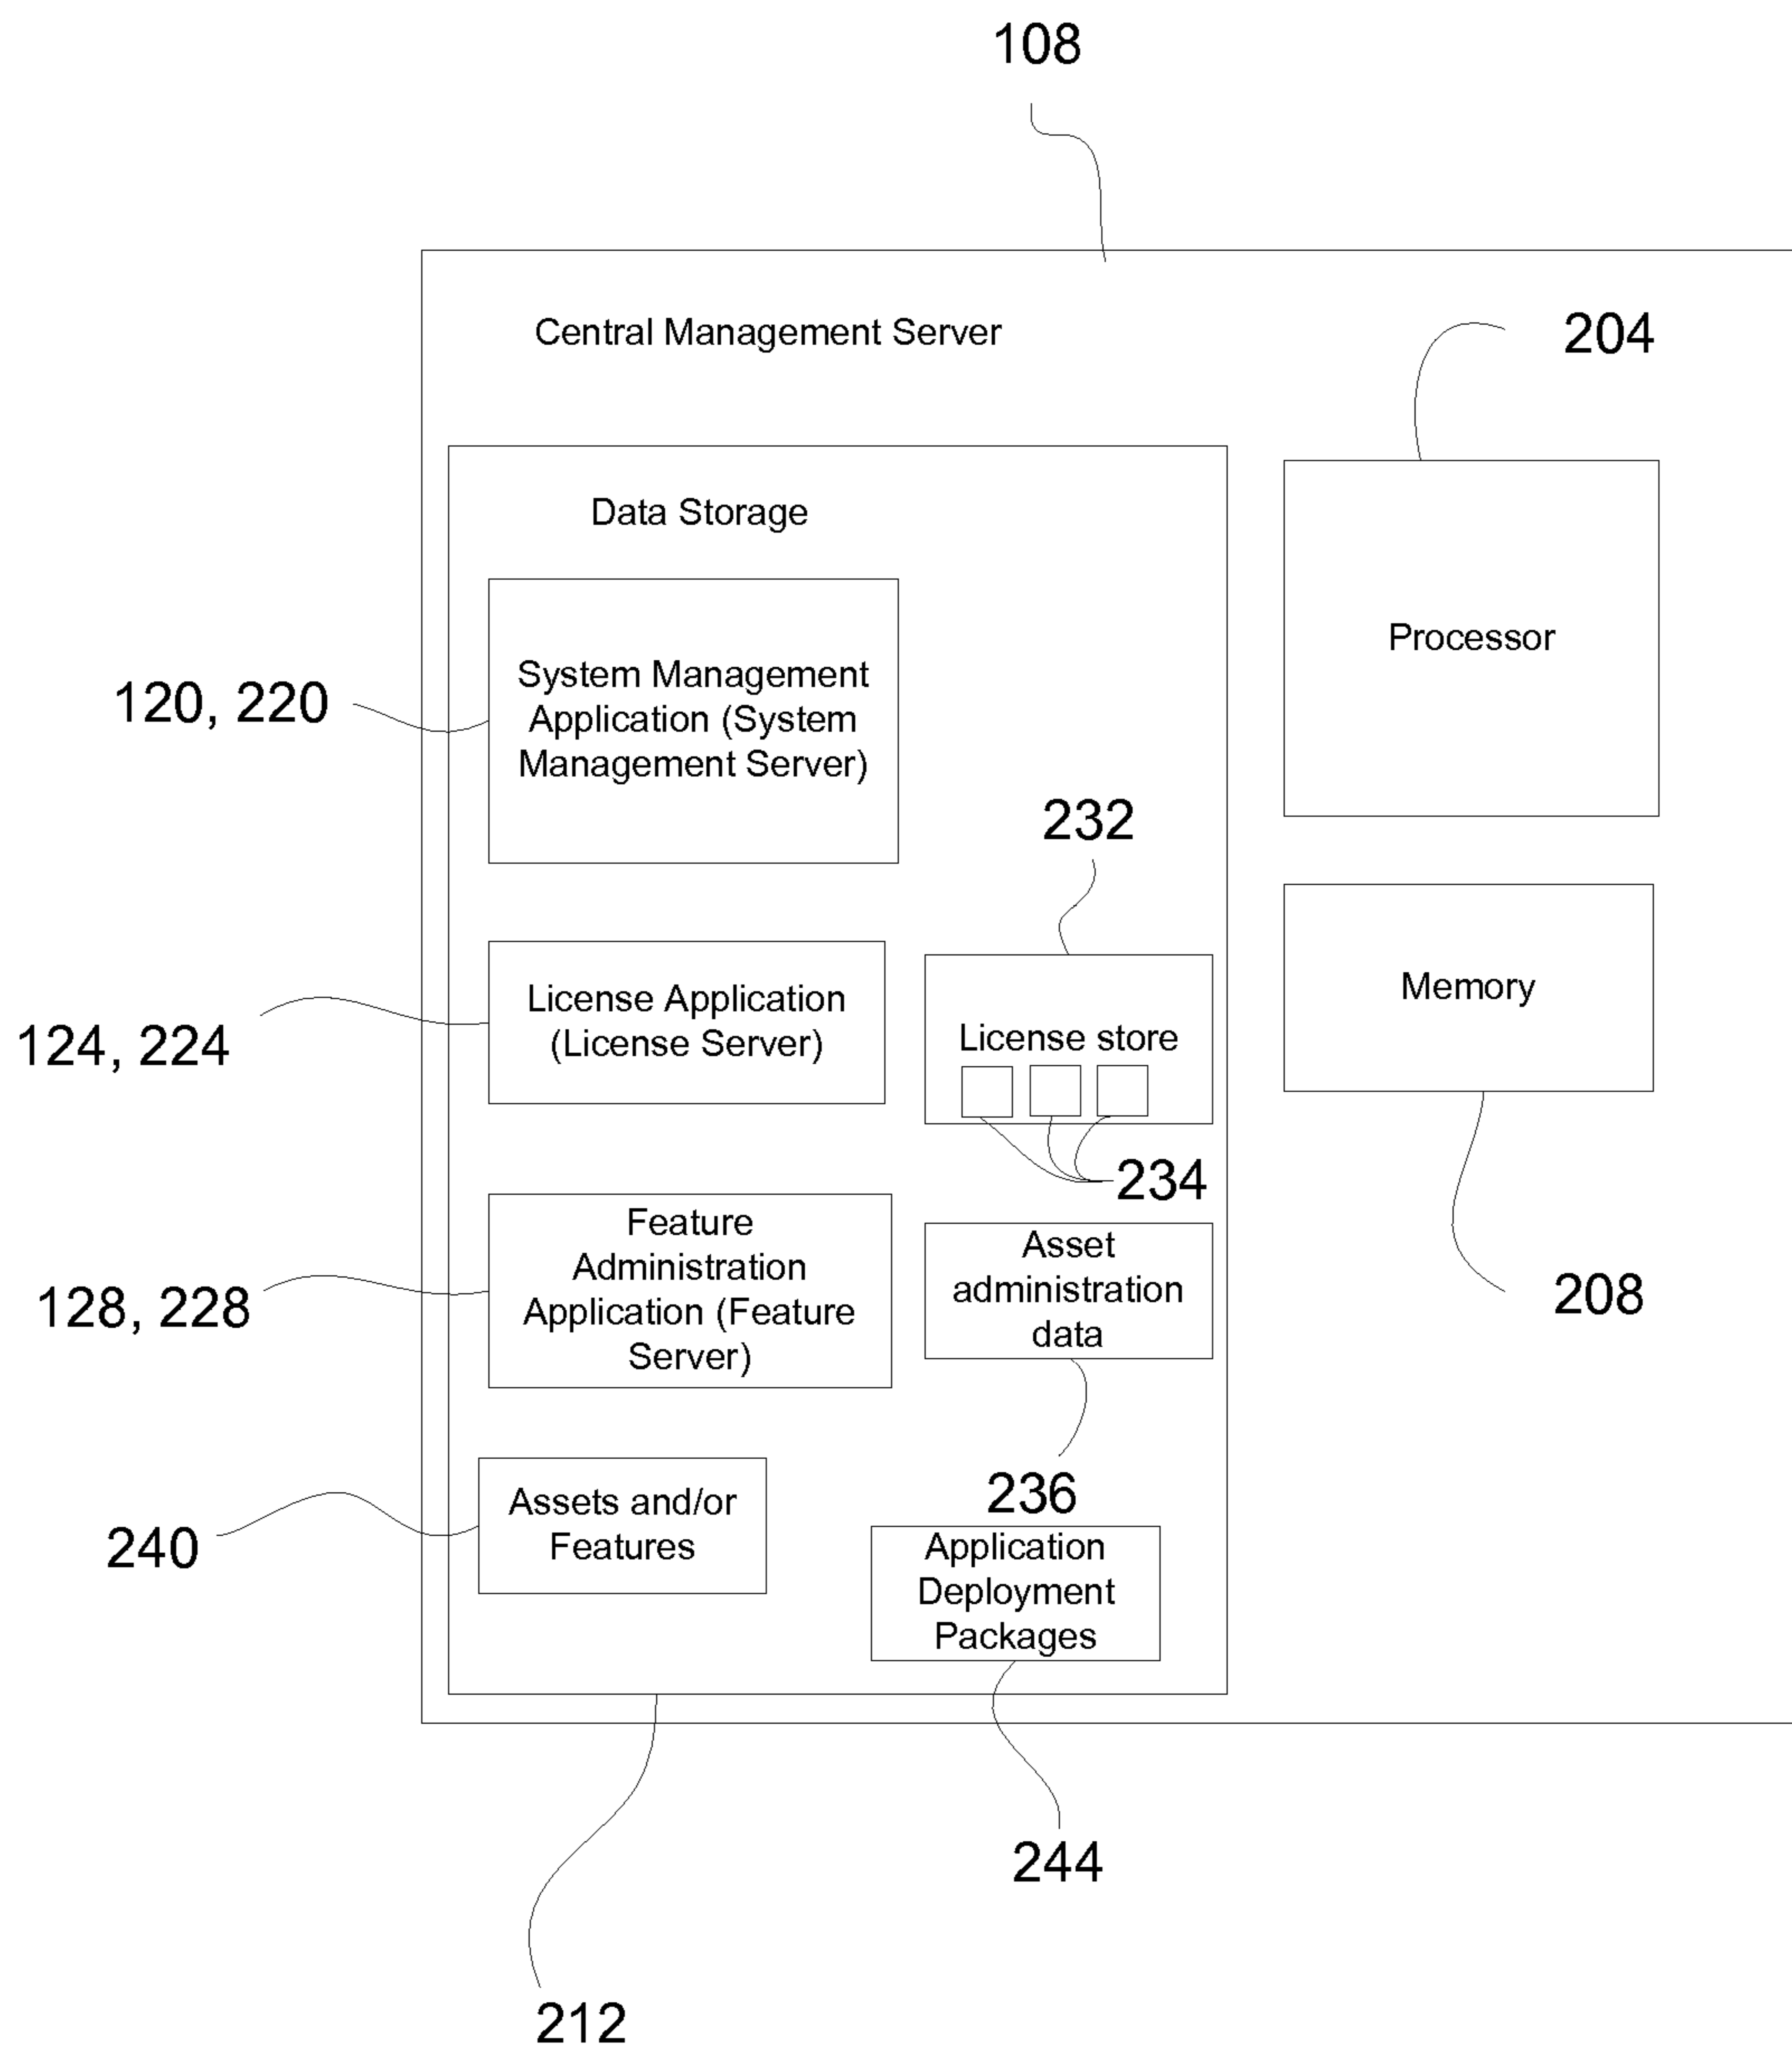 108
Central Management Server
204
Data Storage
System Management
Application (System
Management Server)
120, 220
Processor
232
License Application
(License Server)
124, 224
License store
Memory
234
Feature
Administration
Application (Feature
Server)
128, 228
Asset
administration
data
208
236
Assets and/or
Features
240
Application
Deployment
Packages
244
212